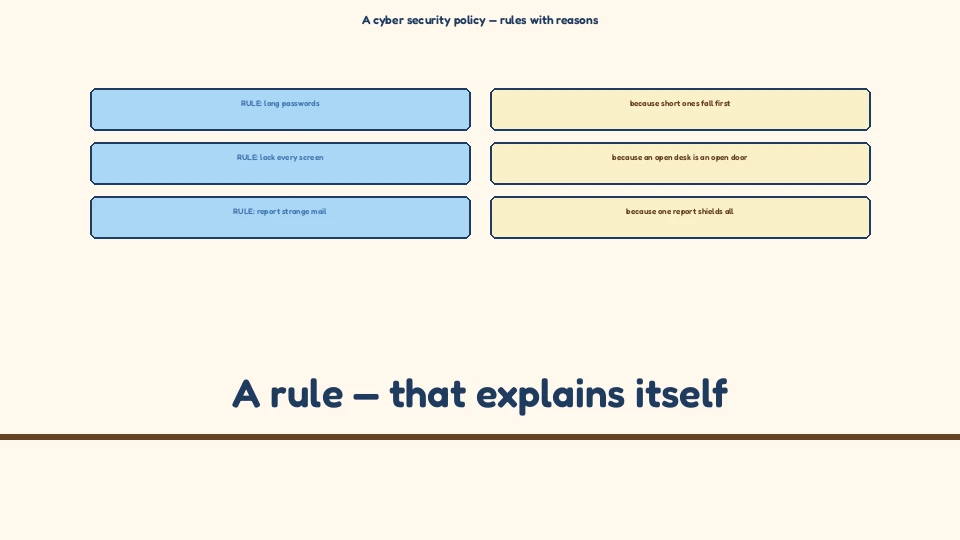 A cyber security policy — rules with reasons
RULE: long passwords
because short ones fall first
RULE: lock every screen
because an open desk is an open door
RULE: report strange mail
because one report shields all
A rule — that explains itself